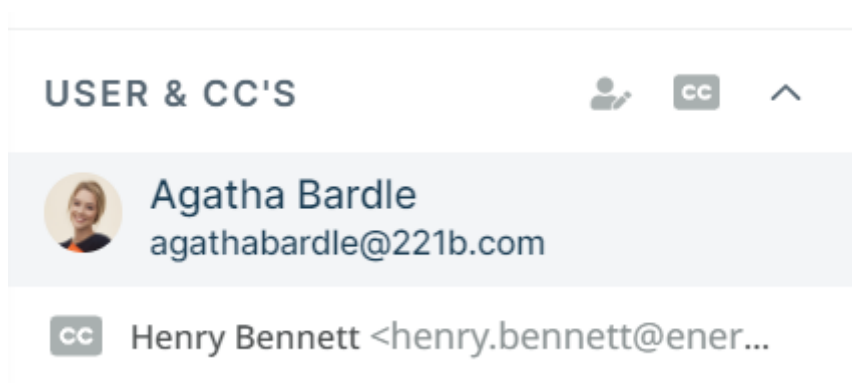 USER & CC'S CC
Agatha Bardle
agathabardle@221b.com
CC Henry Bennett <henry.bennett@ener...